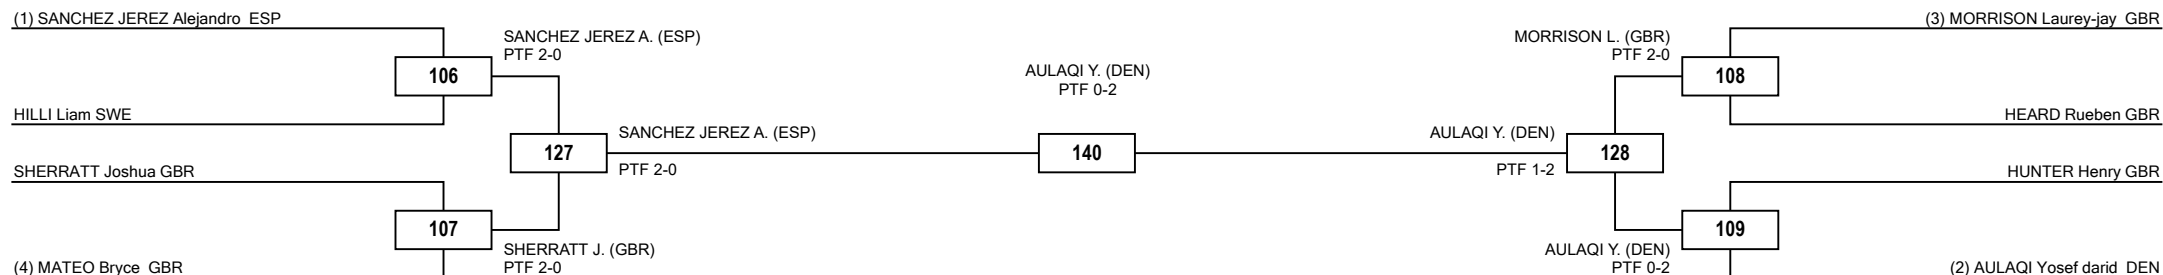 (1) SANCHEZ JEREZ Alejandro  ESP
(3) MORRISON Laurey-jay  GBR
SANCHEZ JEREZ A. (ESP)
PTF 2-0
MORRISON L. (GBR)
PTF 2-0
106
AULAQI Y. (DEN)
PTF 0-2
108
HILLI Liam SWE
HEARD Rueben GBR
SANCHEZ JEREZ A. (ESP)
PTF 2-0
127
140
AULAQI Y. (DEN)
PTF 1-2
128
SHERRATT Joshua GBR
HUNTER Henry GBR
107
109
SHERRATT J. (GBR)
PTF 2-0
AULAQI Y. (DEN)
PTF 0-2
(4) MATEO Bryce  GBR
(2) AULAQI Yosef darid  DEN